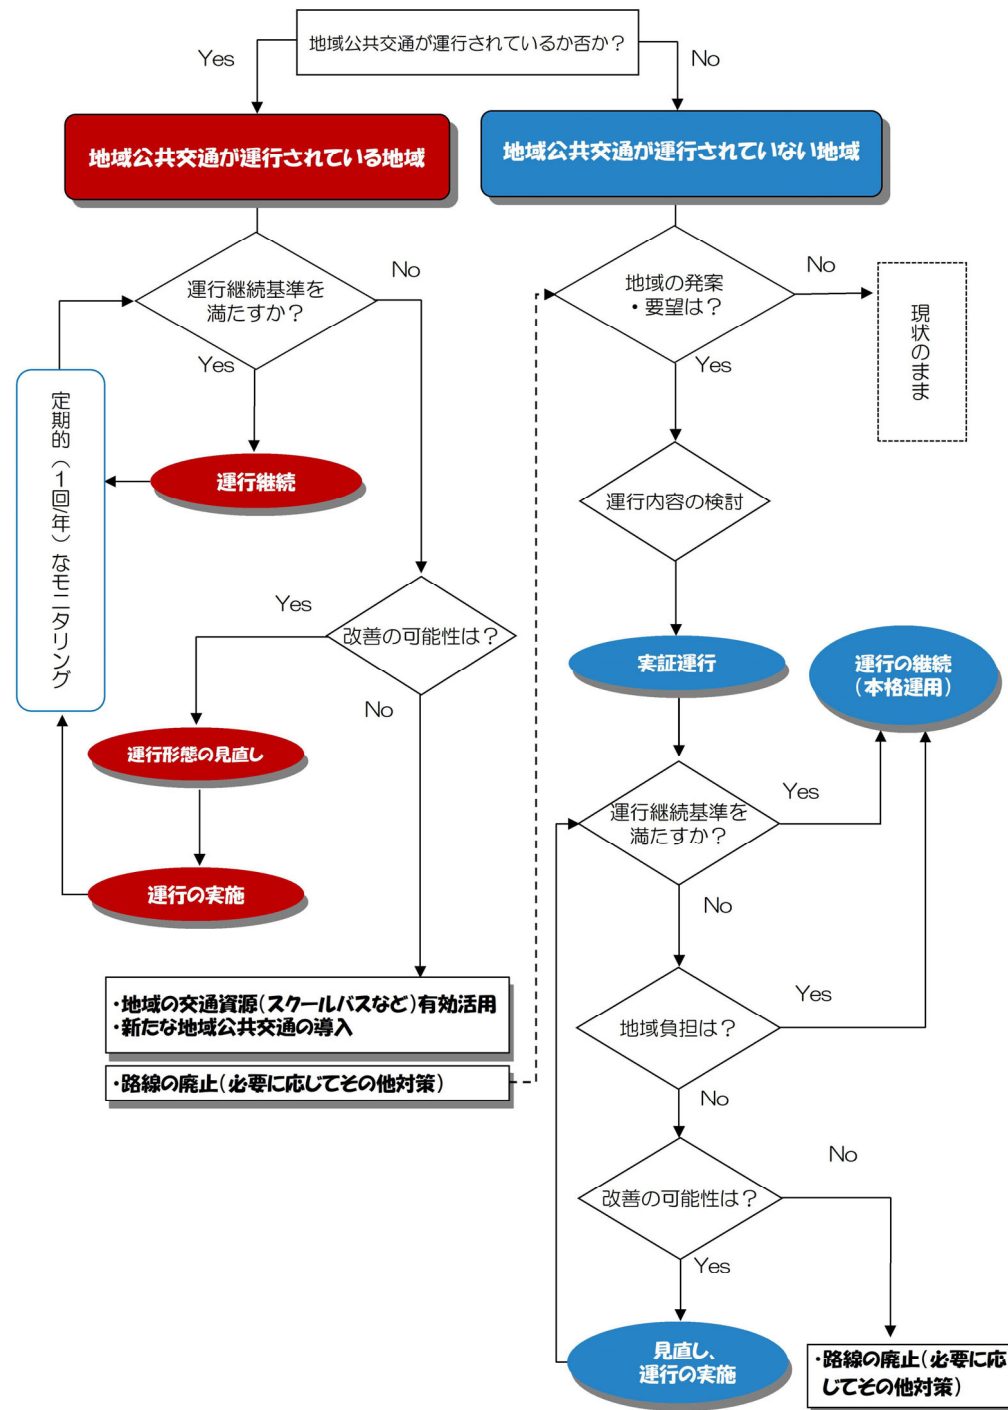 地域公共交通が運行されているか否か？
Yes
No
地域公共交通が運行されている地域
地域公共交通が運行されていない地域
運行継続基準を
満たすか？
No
Yes
地域の発案
・要望は？
No
Yes
現状のまま
定期的（１回/年）なモニタリング
運行継続
運行内容の検討
改善の可能性は？
Yes
No
実証運行
運行の継続
（本格運用）
運行形態の見直し
運行の実施
運行継続基準を
満たすか？
Yes
No
・地域の交通資源（スクールバスなど）有効活用
・新たな地域公共交通の導入
・路線の廃止（必要に応じてその他対策）
地域負担は？
Yes
No
改善の可能性は？
No
Yes
見直し、
運行の実施
・路線の廃止（必要に応
じてその他対策）